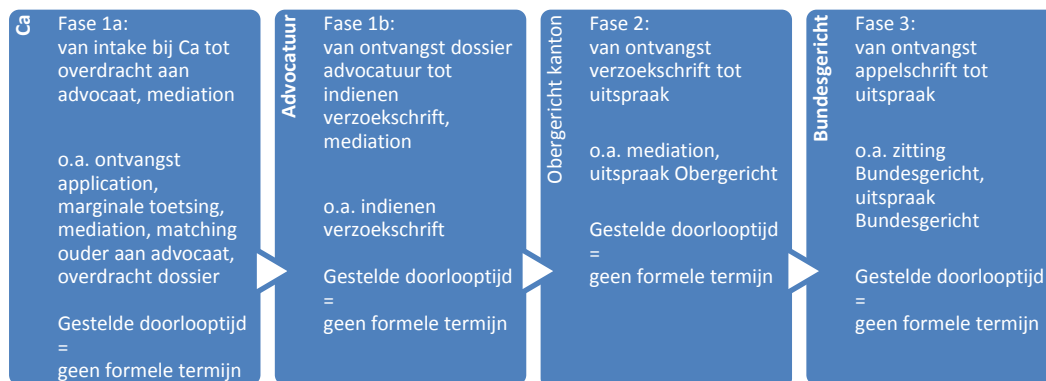 Ca
Fase 1a:
van intake bij Ca tot
overdracht aan
advocaat, mediation
o.a. ontvangst
application,
marginale toetsing,
mediation, matching
ouder aan advocaat,
overdracht dossier
Gestelde doorlooptijd
=
geen formele termijn
Advocatuur
Fase 1b:
van ontvangst dossier
advocatuur tot
indienen
verzoekschrift,
mediation
o.a. indienen
verzoekschrift
Gestelde doorlooptijd
=
geen formele termijn
Obergericht kanton
Fase 2:
van ontvangst
verzoekschrift tot
uitspraak
o.a. mediation,
uitspraak Obergericht
Gestelde doorlooptijd
=
geen formele termijn
Bundesgericht
Fase 3:
van ontvangst
appelschrift tot
uitspraak
o.a. zitting
Bundesgericht,
uitspraak
Bundesgericht
Gestelde doorlooptijd
=
geen formele termijn